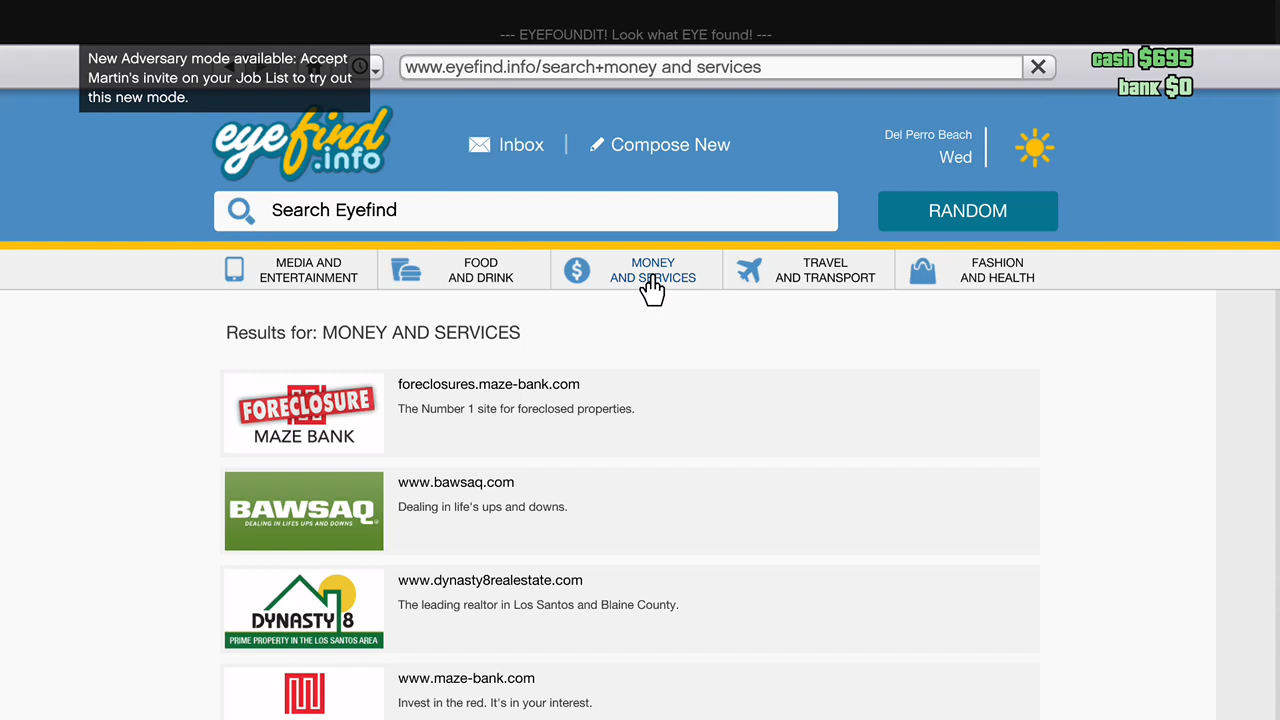 --- EYEFOUNDIT! Look what EYE found! ---
New Adversary mode available: Accept
Martin's invite on your Job List to try out
this new mode.
www.eyefind.info/search+money and services
cash $695
bank $0
eyefind
.info
Inbox
Compose New
Del Perro Beach
Wed
Search Eyefind
RANDOM
MEDIA AND
ENTERTAINMENT
FOOD
AND DRINK
MONEY
AND SERVICES
TRAVEL
AND TRANSPORT
FASHION
AND HEALTH
Results for: MONEY AND SERVICES
FORECLOSURE
MAZE BANK
foreclosures.maze-bank.com
The Number 1 site for foreclosed properties.
BAWSAQ
DEALING IN LIFES UPS AND DOWNS
www.bawsaq.com
Dealing in life's ups and downs.
DYNASTY 8
PRIME PROPERTY IN THE LOS SANTOS AREA
www.dynasty8realestate.com
The leading realtor in Los Santos and Blaine County.
www.maze-bank.com
Invest in the red. It's in your interest.